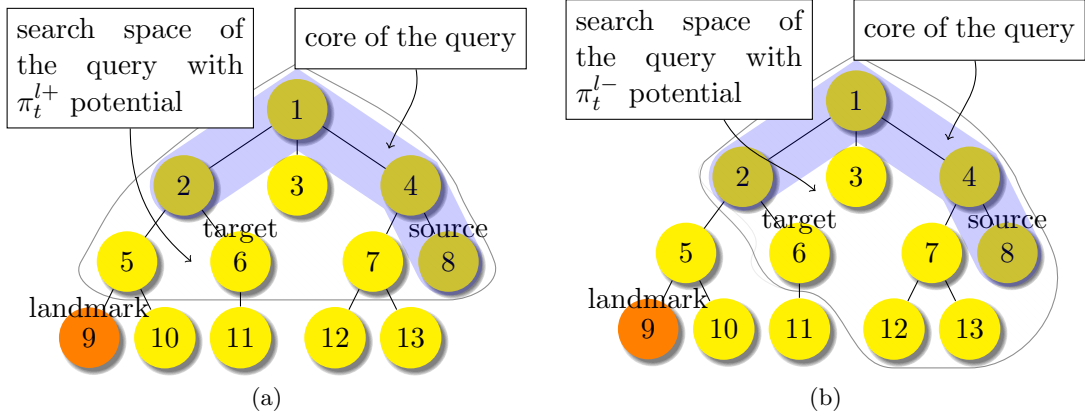 search space of
the query with
π_t^{l+} potential
core of the query
1
2
3
4
target
source
5
6
7
8
landmark
9
10
11
12
13
(a)
search space of
the query with
π_t^{l−} potential
core of the query
1
2
3
4
target
source
5
6
7
8
landmark
9
10
11
12
13
(b)